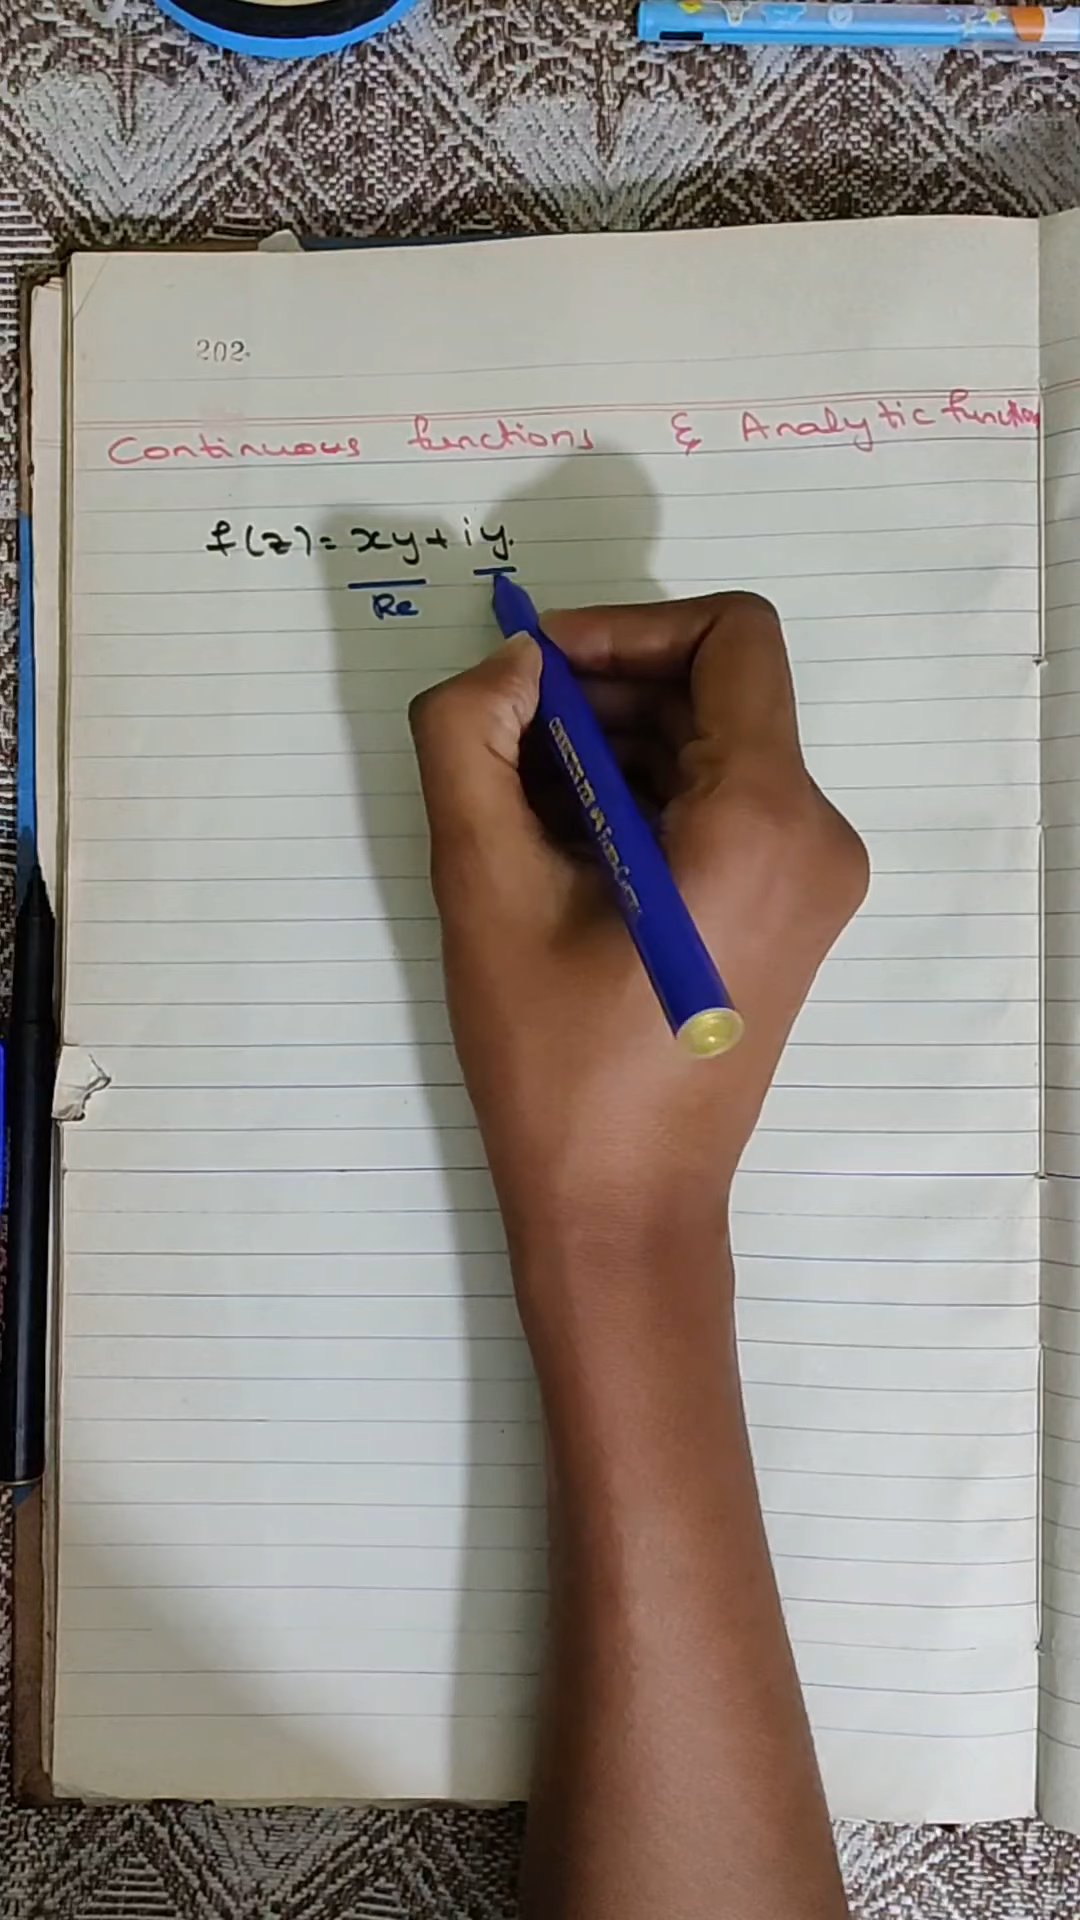 202.
Continuous functions & Analytic function
f(z) = xy + iy.
Re